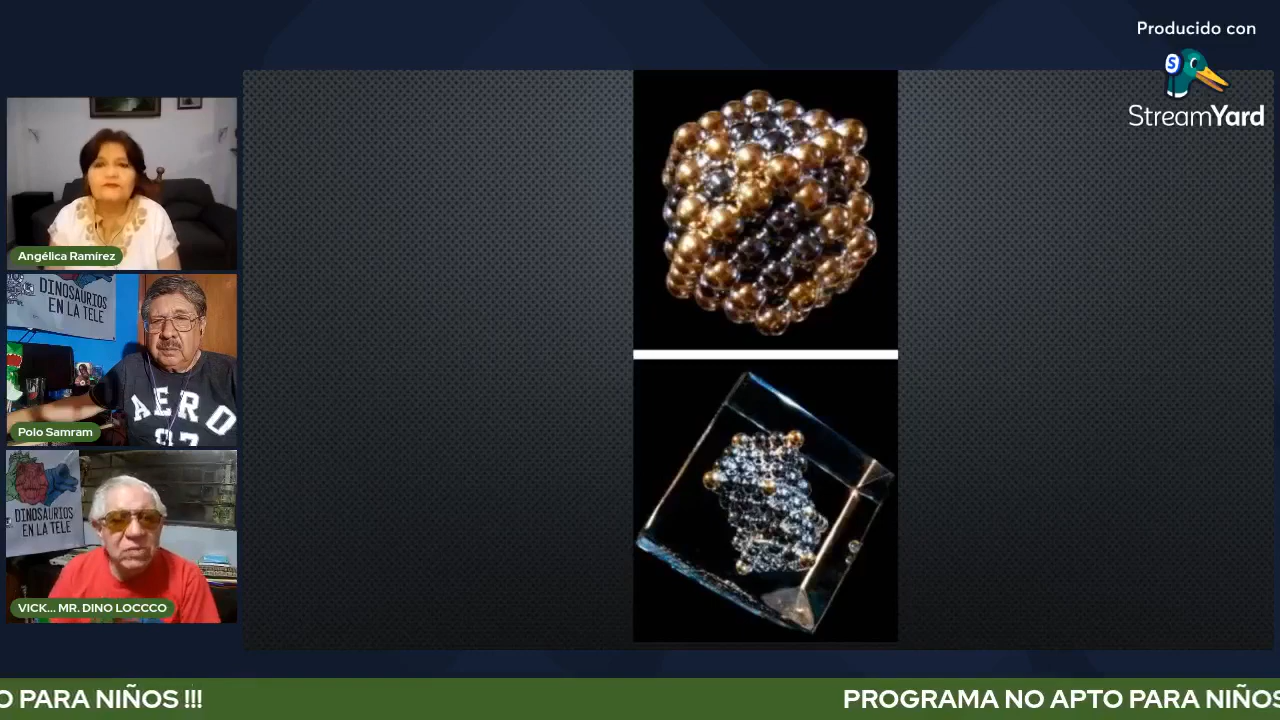 Producido con
StreamYard
Angélica Ramírez
DINOSAURIOS
EN LA TELE
AERO
87
Polo Samram
DINOSAURIOS
EN LA TELE
VICK... MR. DINO LOCCCO
O PARA NIÑOS !!!
PROGRAMA NO APTO PARA NIÑOS